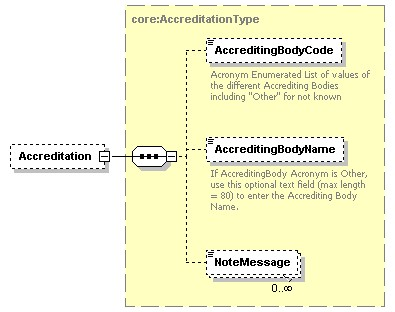 core:AccreditationType
AccreditingBodyCode
Acronym Enumerated List of values of
the different Accrediting Bodies
including "Other" for not known
Accreditation
AccreditingBodyName
If AccreditingBody Acronym is Other,
use this optional text field (max length
= 80) to enter the Accrediting Body
Name.
NoteMessage
0..∞